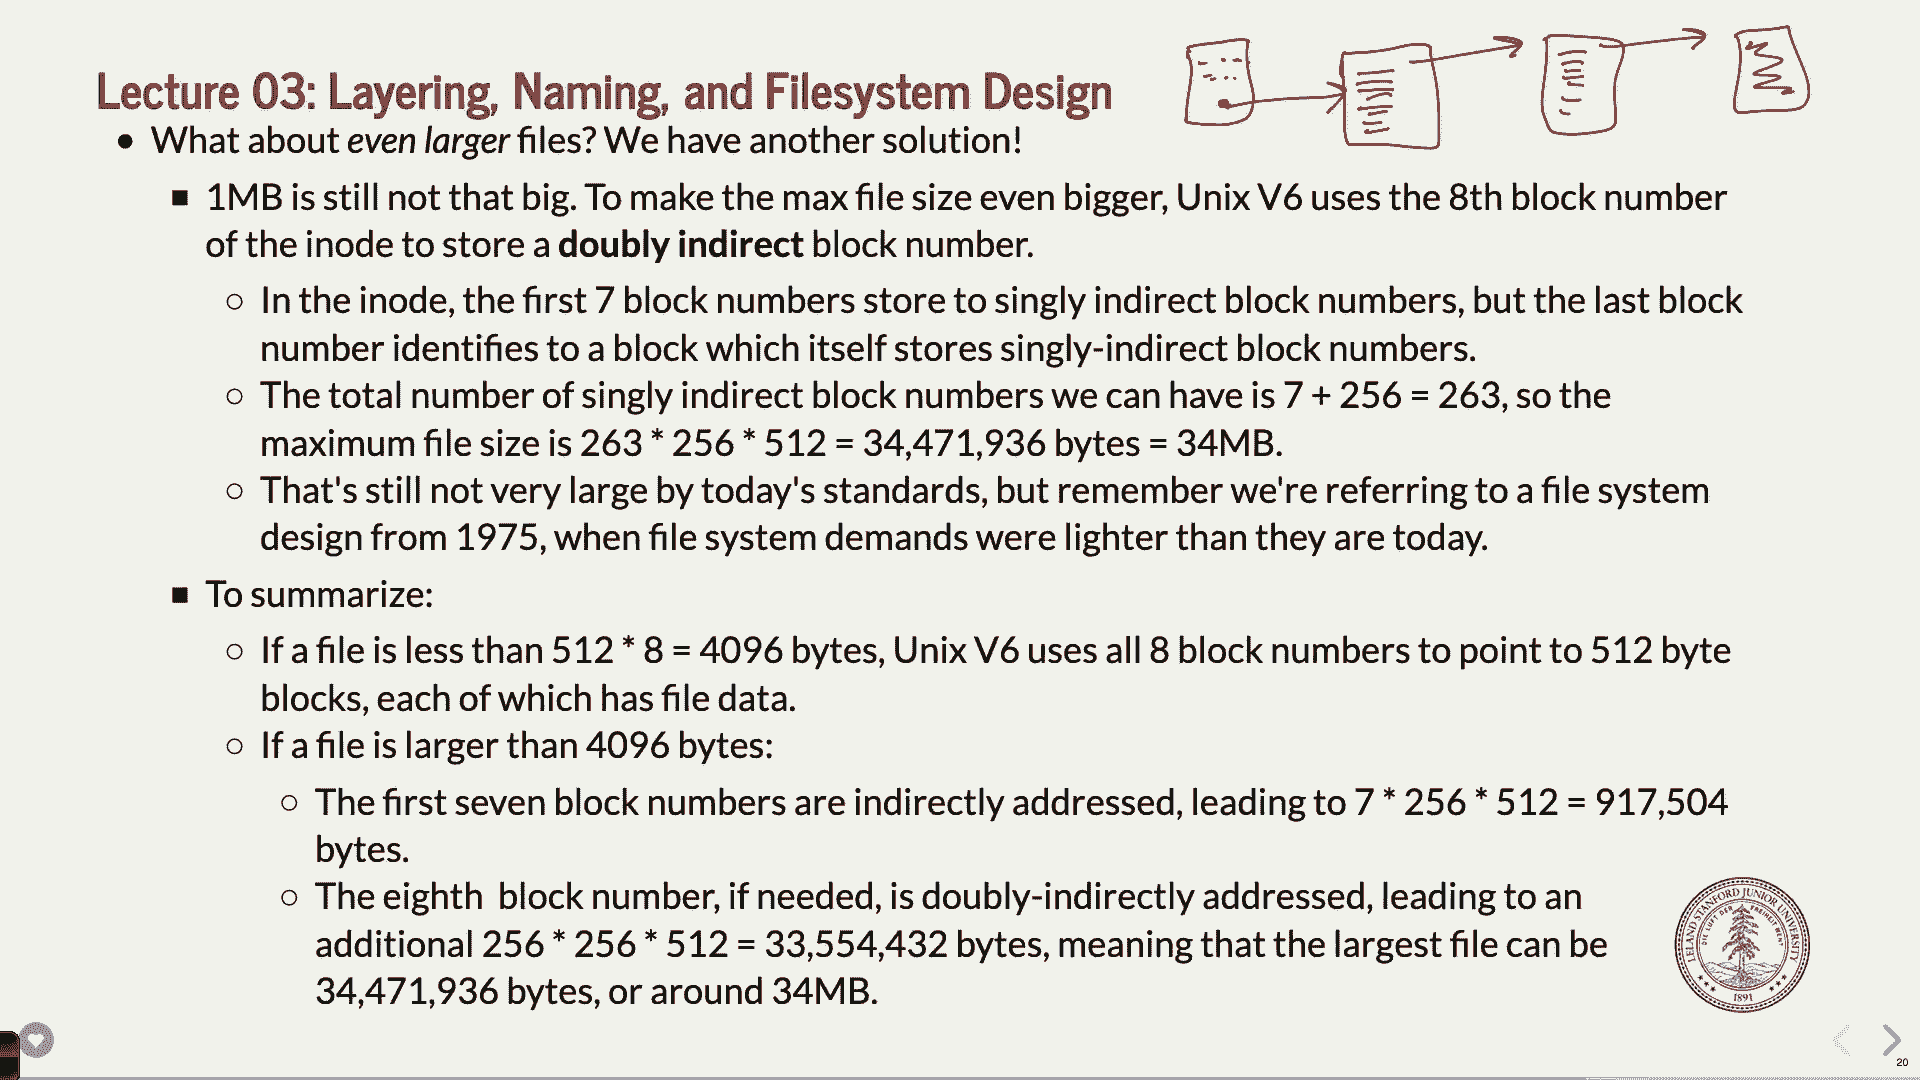 Lecture 03: Layering, Naming, and Filesystem Design
• What about even larger files? We have another solution!
▪ 1MB is still not that big. To make the max file size even bigger, Unix V6 uses the 8th block number
of the inode to store a doubly indirect block number.
○ In the inode, the first 7 block numbers store to singly indirect block numbers, but the last block
number identifies to a block which itself stores singly-indirect block numbers.
○ The total number of singly indirect block numbers we can have is 7 + 256 = 263, so the
maximum file size is 263 * 256 * 512 = 34,471,936 bytes = 34MB.
○ That's still not very large by today's standards, but remember we're referring to a file system
design from 1975, when file system demands were lighter than they are today.
▪ To summarize:
○ If a file is less than 512 * 8 = 4096 bytes, Unix V6 uses all 8 block numbers to point to 512 byte
blocks, each of which has file data.
○ If a file is larger than 4096 bytes:
○ The first seven block numbers are indirectly addressed, leading to 7 * 256 * 512 = 917,504
bytes.
○ The eighth block number, if needed, is doubly-indirectly addressed, leading to an
additional 256 * 256 * 512 = 33,554,432 bytes, meaning that the largest file can be
34,471,936 bytes, or around 34MB.
LELAND STANFORD JUNIOR UNIVERSITY
DIE LUFT DER FREIHEIT WEHT
1891
20